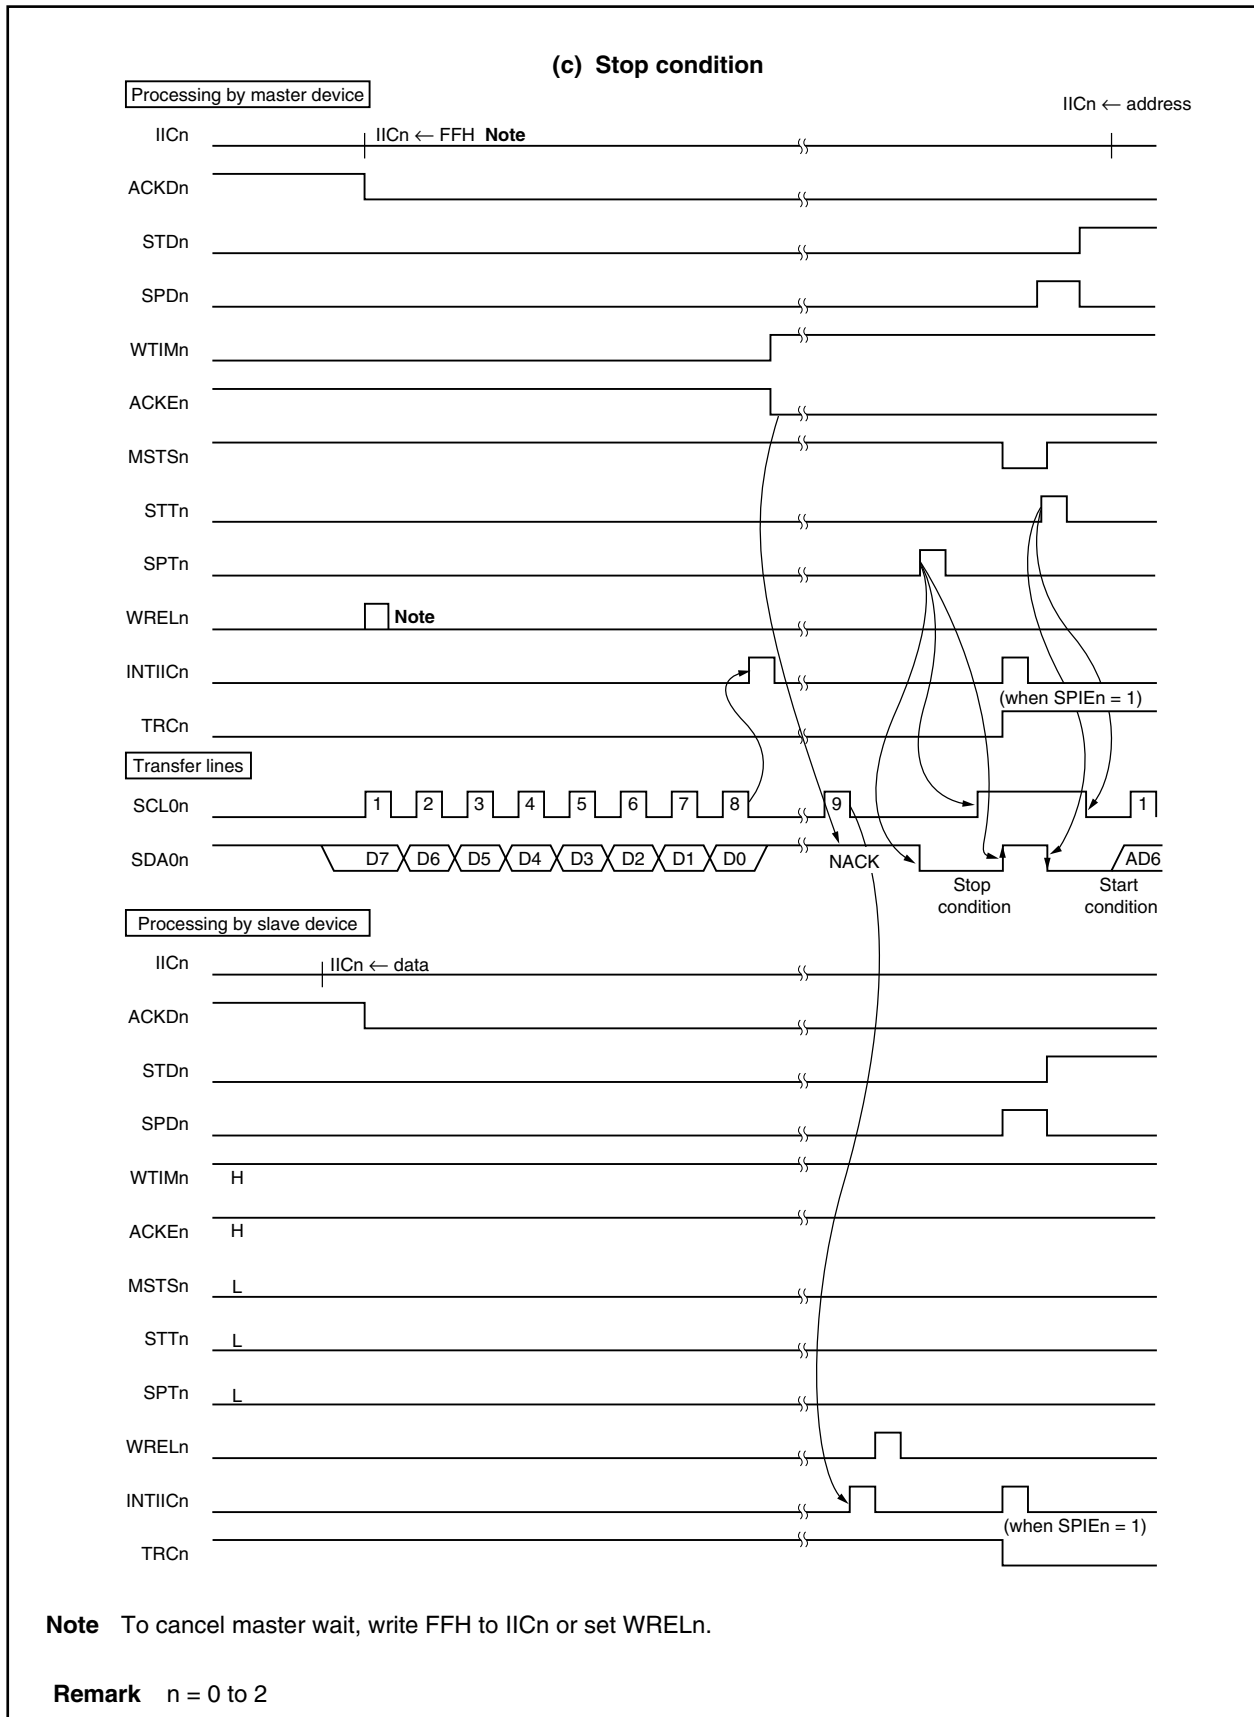 (c) Stop condition
Processing by master device
IICn ← address
IICn
IICn ← FFH Note
ACKDn
STDn
SPDn
WTIMn
ACKEn
MSTSn
STTn
SPTn
WRELn
Note
INTIICn
(when SPIEn = 1)
TRCn
Transfer lines
SCL0n
1 2 3 4 5 6 7 8 9 1
SDA0n
D7 D6 D5 D4 D3 D2 D1 D0 NACK AD6
Stop condition
Start condition
Processing by slave device
IICn
IICn ← data
ACKDn
STDn
SPDn
WTIMn H
ACKEn H
MSTSn L
STTn L
SPTn L
WRELn
INTIICn
(when SPIEn = 1)
TRCn
Note To cancel master wait, write FFH to IICn or set WRELn.
Remark n = 0 to 2